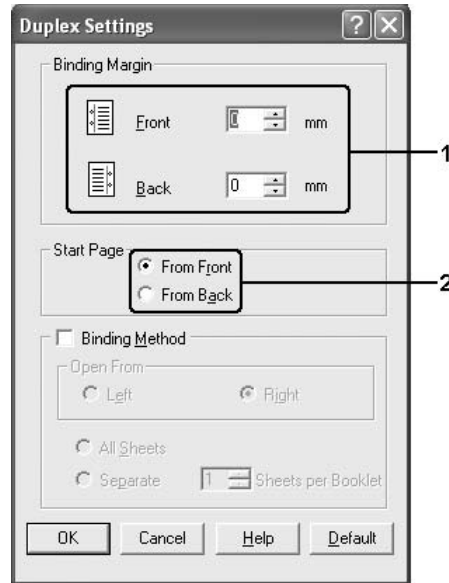 Duplex Settings
Binding Margin
Front 0 mm
1
Back 0 mm
Start Page
From Front
2
From Back
Binding Method
Open From
Left Right
All Sheets
Separate 1 Sheets per Booklet
OK Cancel Help Default